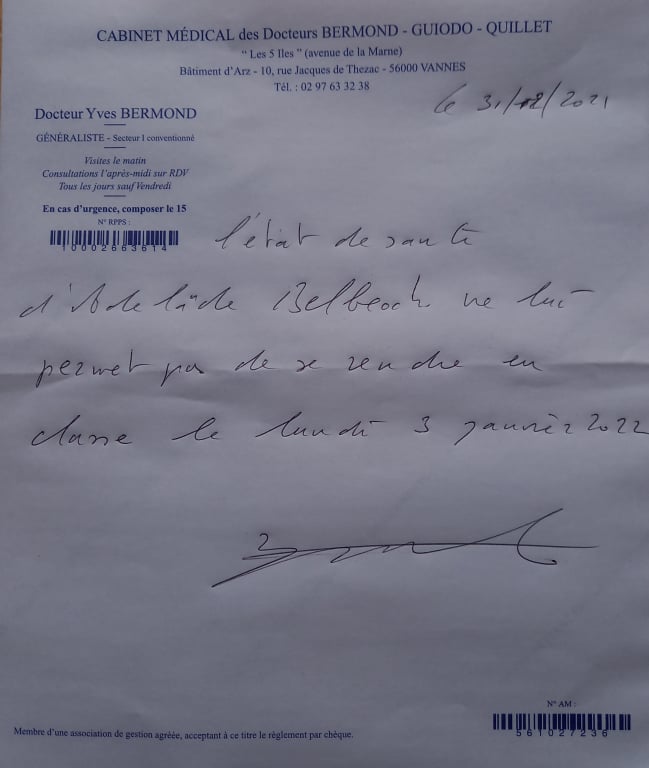 CABINET MÉDICAL des Docteurs BERMOND - GUIODO - QUILLET
“ Les 5 Iles ” (avenue de la Marne)
Bâtiment d'Arz - 10, rue Jacques de Thezac - 56000 VANNES
Tél. : 02 97 63 32 38
le 31/12/2021
Docteur Yves BERMOND
GÉNÉRALISTE - Secteur I conventionné
Visites le matin
Consultations l'après-midi sur RDV
Tous les jours sauf Vendredi
En cas d'urgence, composer le 15
N° RPPS :
10002663614
l'état de santé
d'Adelaïde Belbeoch ne lui
permet pas de se rendre en
classe le lundi 3 janvier 2022
N° AM :
561027236
Membre d'une association de gestion agréée, acceptant à ce titre le règlement par chèque.